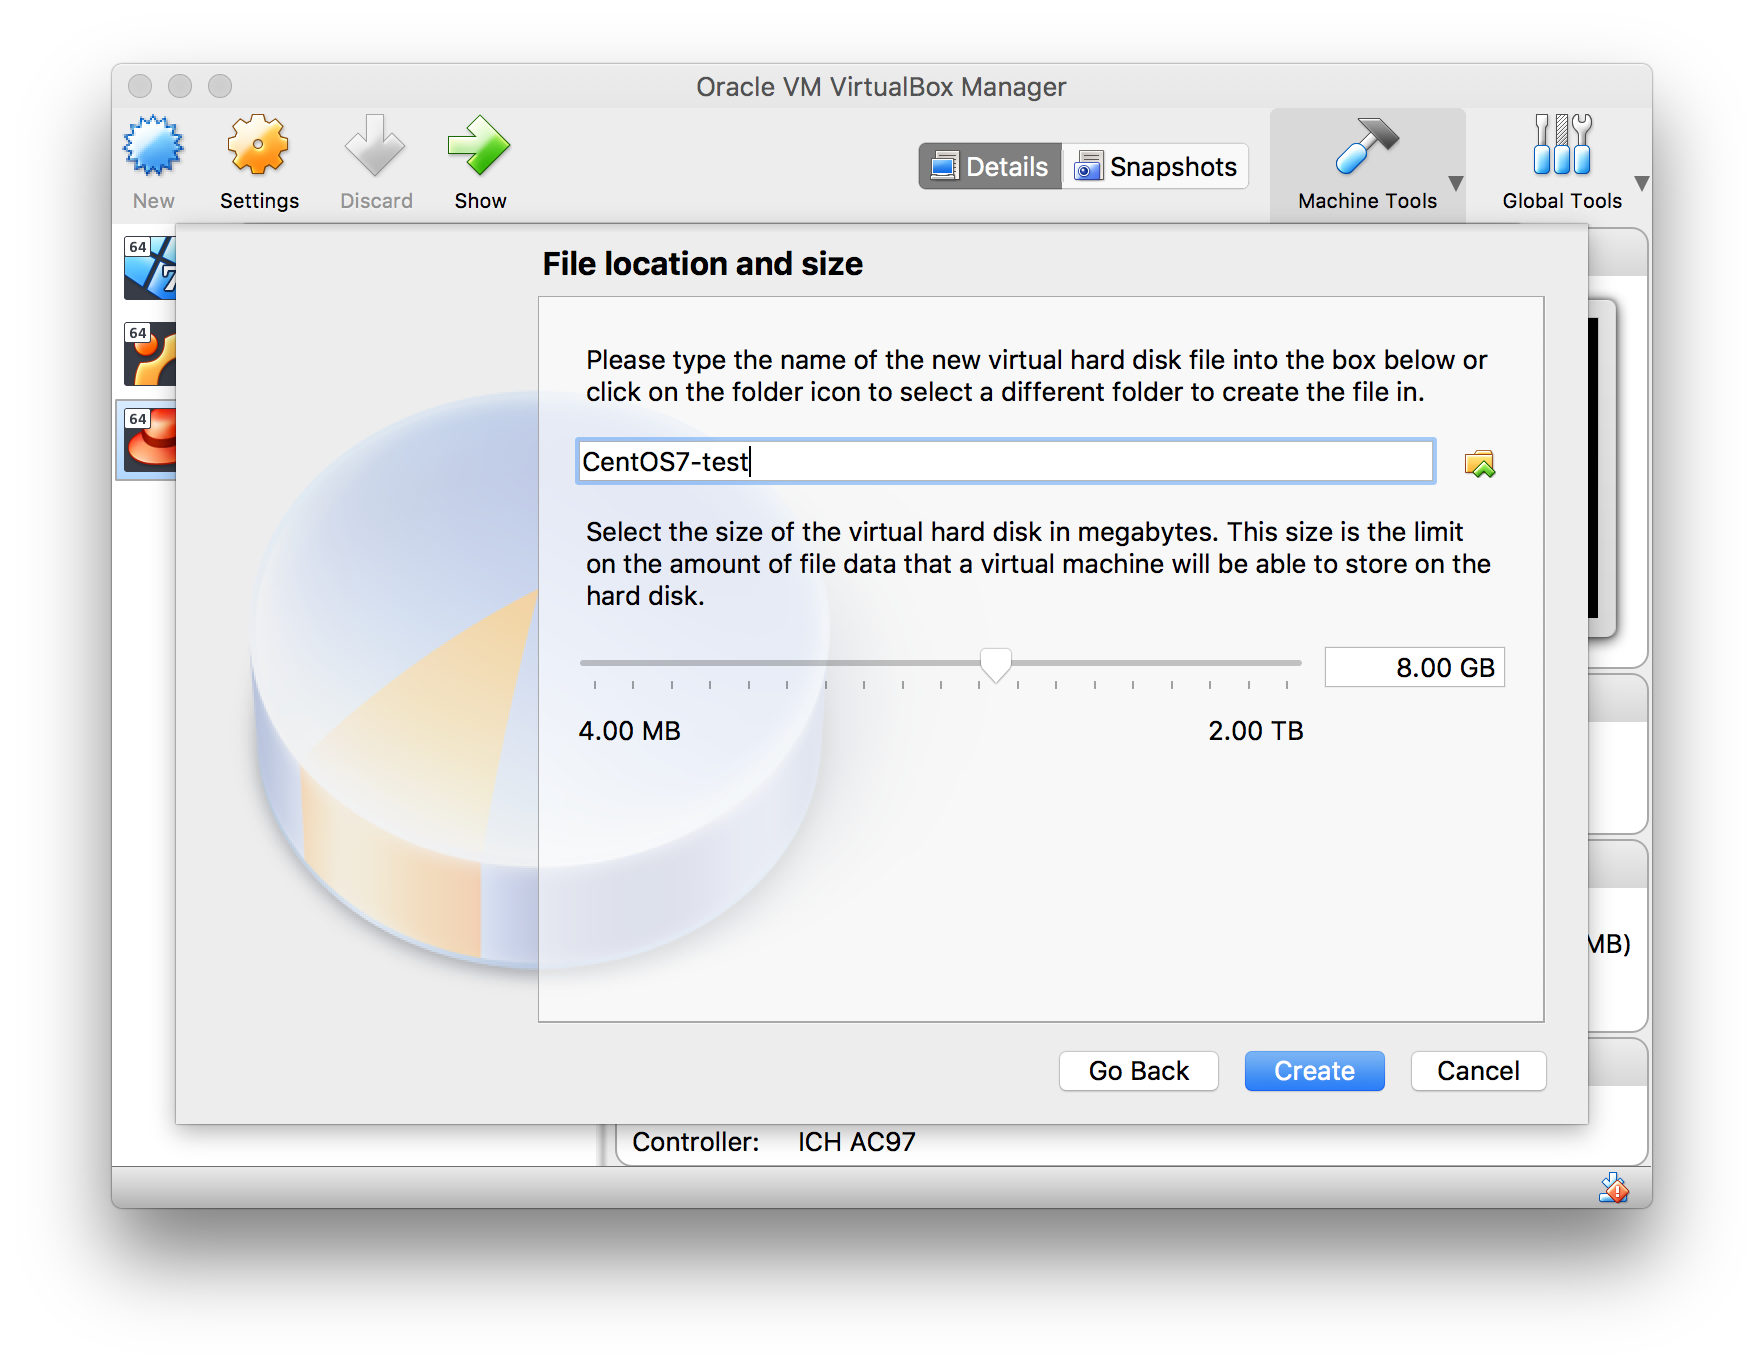 Oracle VM VirtualBox Manager
New
Settings
Discard
Show
Details
Snapshots
Machine Tools
Global Tools
64
7
64
64
File location and size
Please type the name of the new virtual hard disk file into the box below or
click on the folder icon to select a different folder to create the file in.
CentOS7-test
Select the size of the virtual hard disk in megabytes. This size is the limit
on the amount of file data that a virtual machine will be able to store on the
hard disk.
8.00 GB
4.00 MB
2.00 TB
MB)
Go Back
Create
Cancel
Controller: ICH AC97